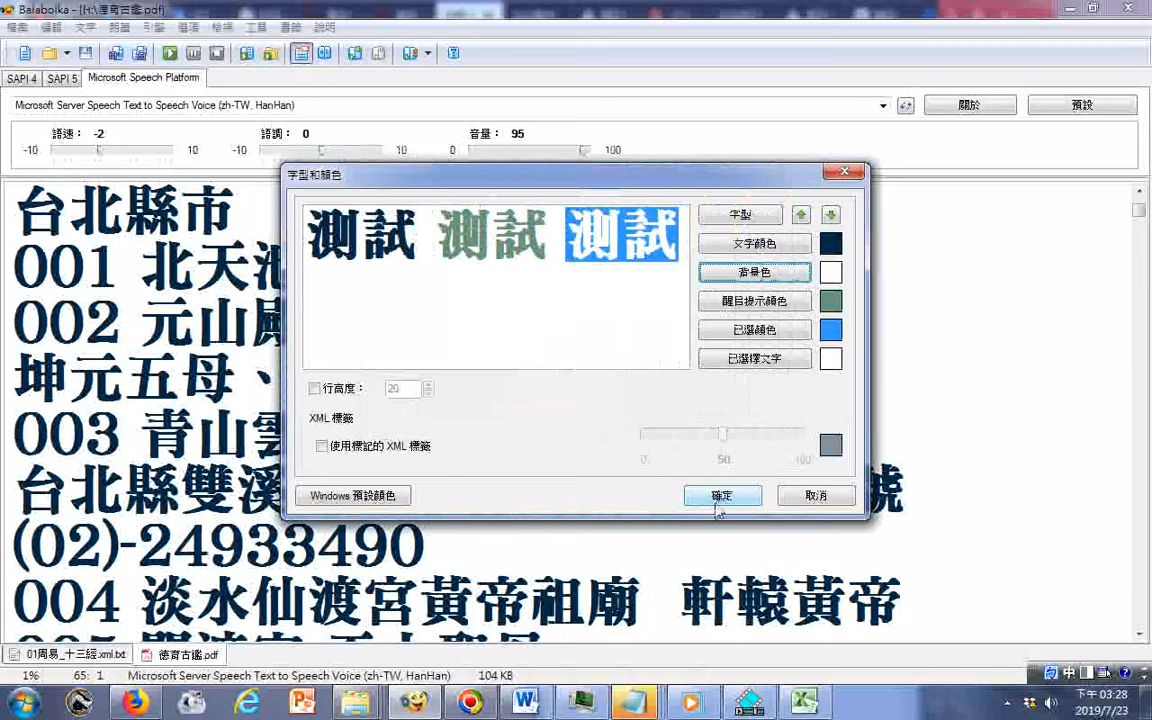 Balabolka - [H:\德育古鑑.pdf]
檔案 編輯 文字 朗讀 引擎 選項 檢視 工具 書籤 說明
SAPI 4 SAPI 5 Microsoft Speech Platform
Microsoft Server Speech Text to Speech Voice (zh-TW, HanHan) 關於 預設
語速： -2 語調： 0 音量： 95
-10 10 -10 10 0 100
字型和顏色
測試 測試 測試
字型
文字顏色
背景色
醒目提示顏色
已選顏色
已選擇文字
行高度： 20
XML 標籤
使用標記的 XML 標籤
0 50 100
Windows 預設顏色 確定 取消
台北縣市
001 北天
002 元山
坤元五母、
003 青山雲
台北縣雙溪 號
(02)-24933490
004 淡水仙渡宮黃帝祖廟 軒轅黃帝
01周易_十三經.xml.txt 德育古鑑.pdf
1% 65: 1 Microsoft Server Speech Text to Speech Voice (zh-TW, HanHan) 104 KB
中
下午 03:28
2019/7/23